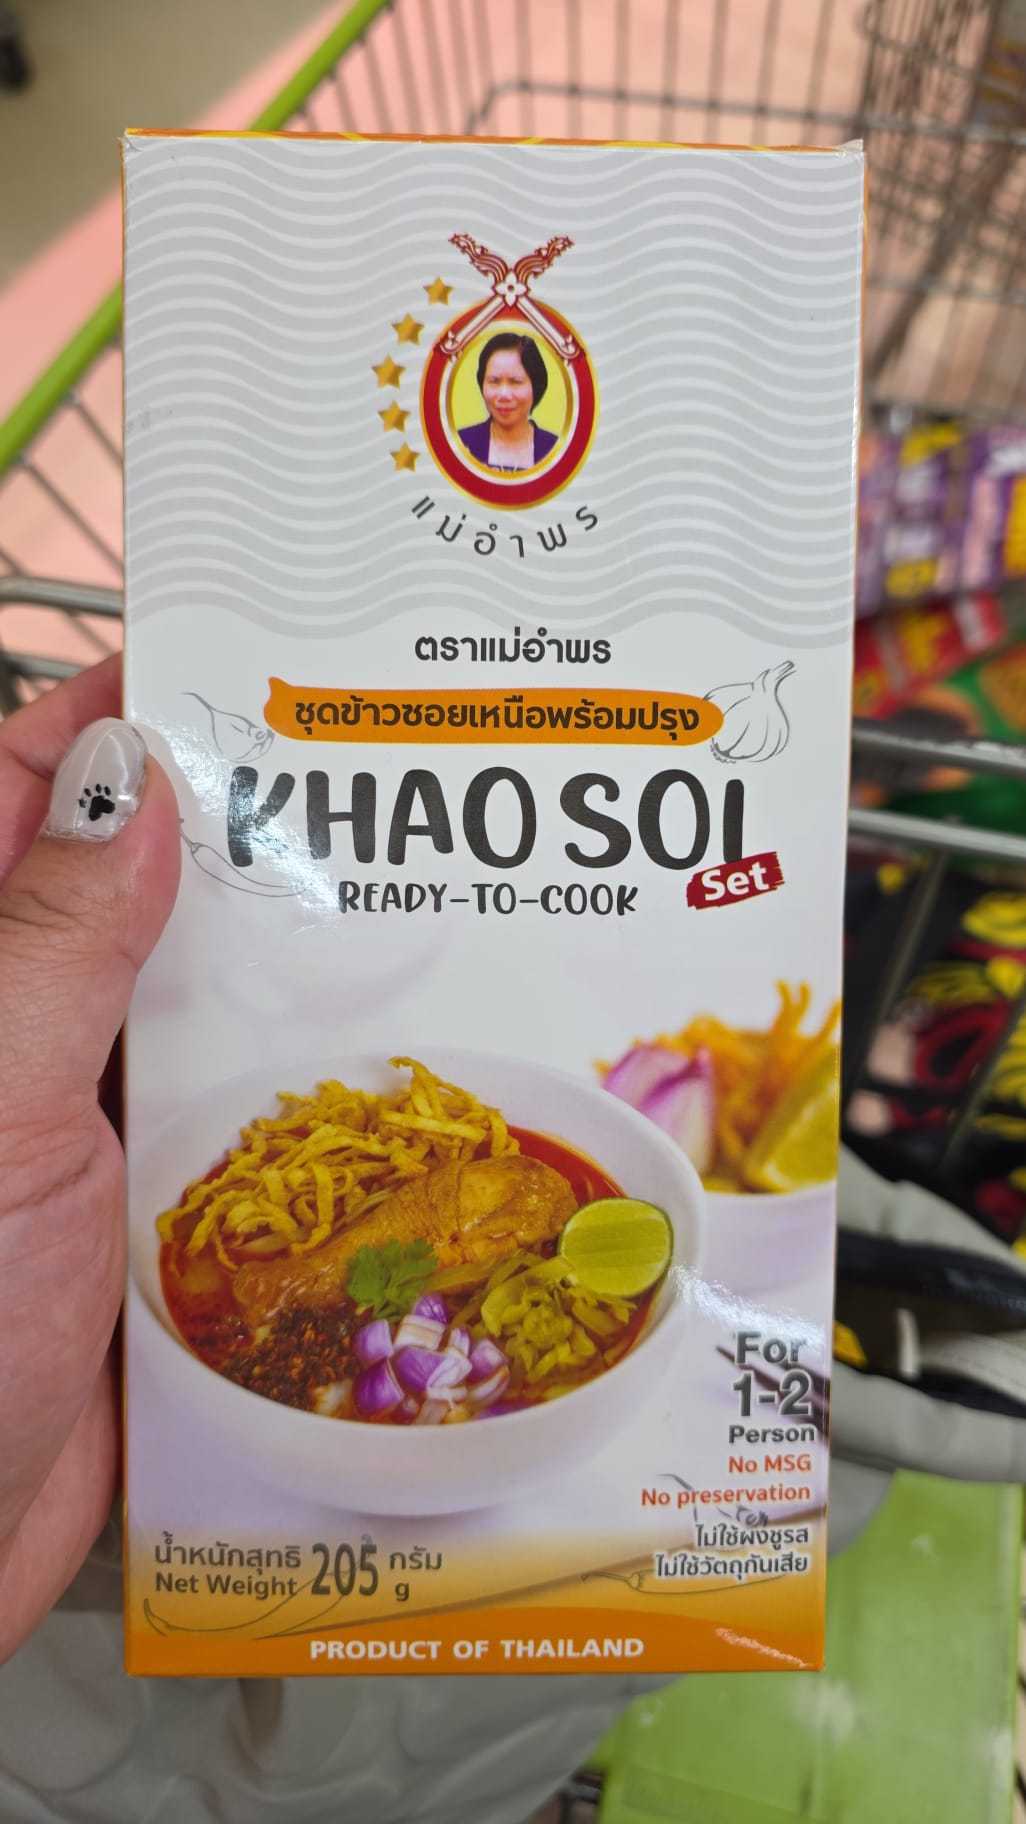 แม่อำพร
ตราแม่อำพร
ชุดข้าวซอยเหนือพร้อมปรุง
KHAO SOI
Set
READY-TO-COOK
For
1-2
Person
No MSG
No preservation
ไม่ใช้ผงชูรส
ไม่ใช้วัตถุกันเสีย
น้ำหนักสุทธิ 205 กรัม
Net Weight g
PRODUCT OF THAILAND